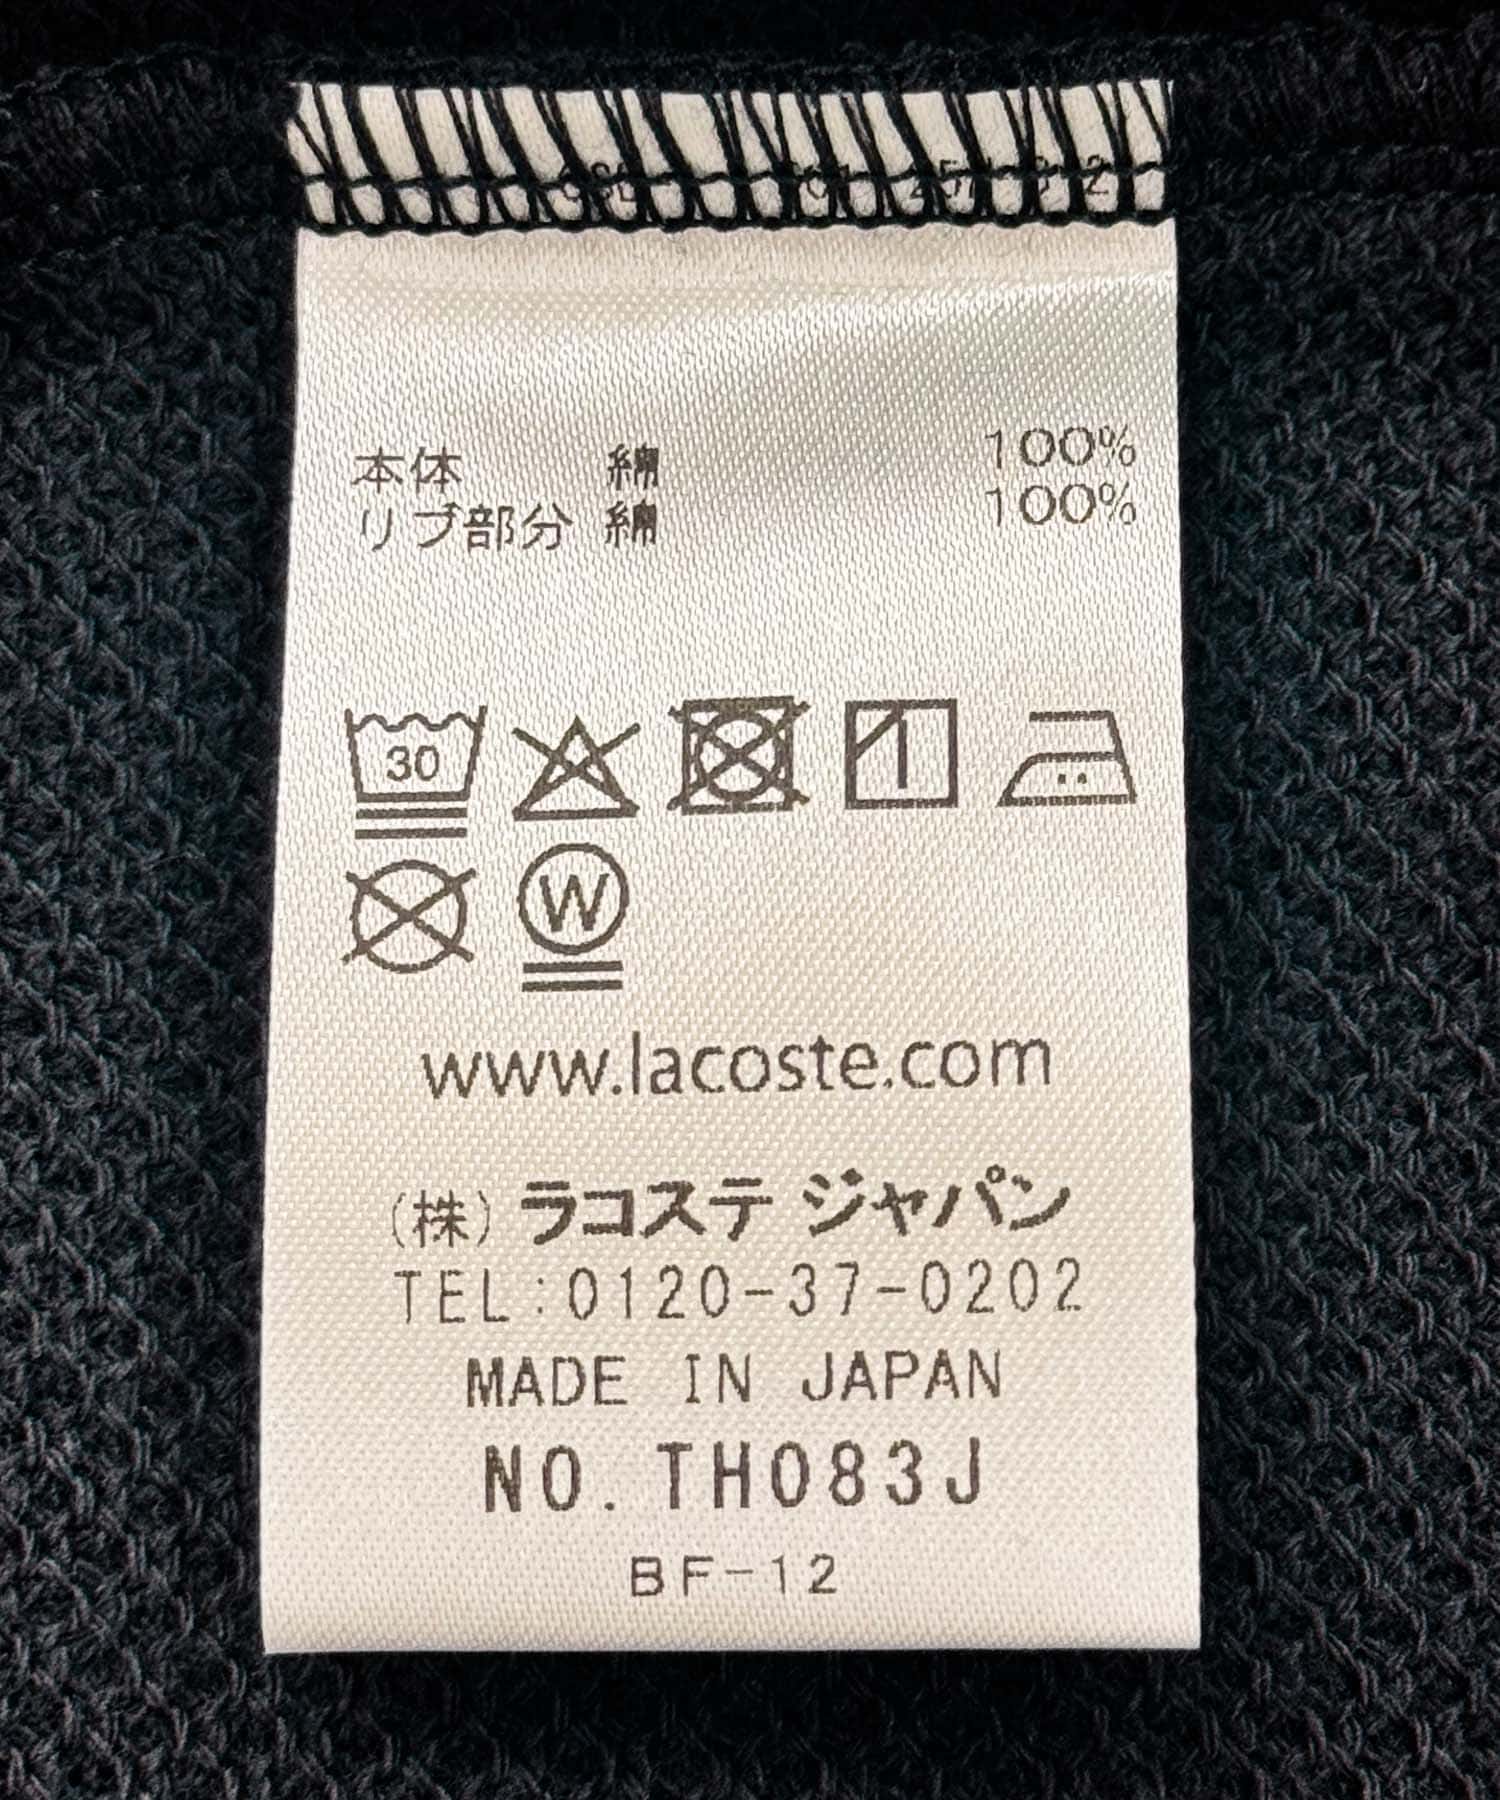 本体 綿 100%
リブ部分 綿 100%
30
W
www.lacoste.com
(株) ラコステ ジャパン
TEL:0120-37-0202
MADE IN JAPAN
NO. TH083J
BF-12